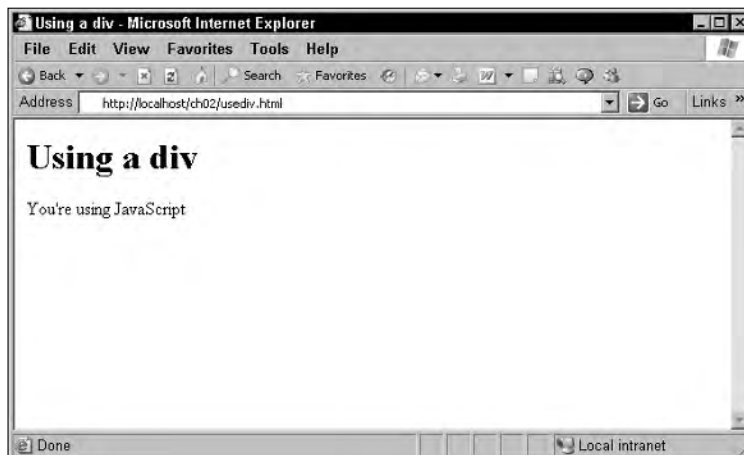 Using a div - Microsoft Internet Explorer
File Edit View Favorites Tools Help
Back Search Favorites
Address http://localhost/ch02/usediv.html Go Links »
Using a div
You're using JavaScript
Done Local intranet